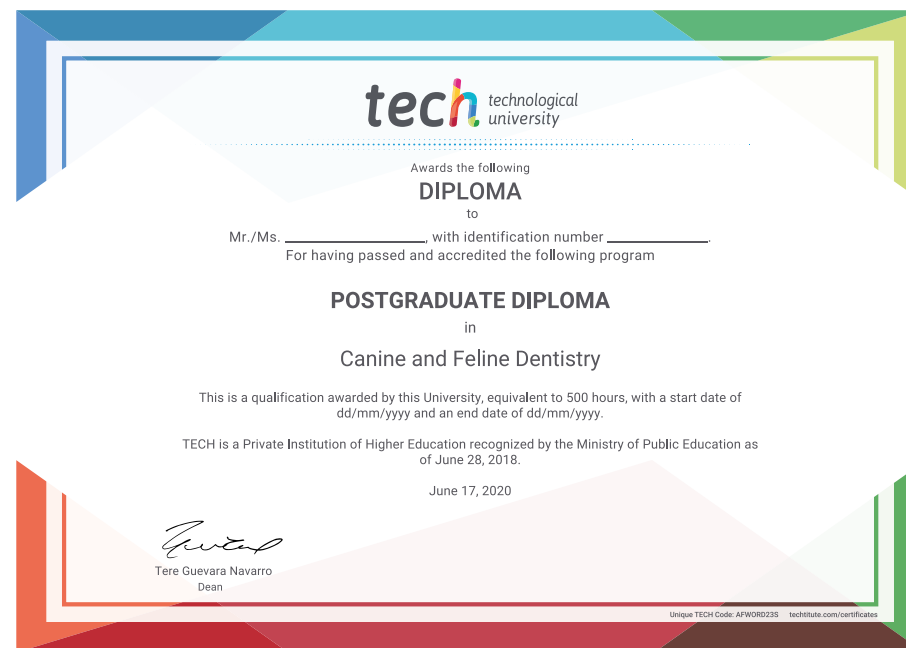 tech technological
university
Awards the following
DIPLOMA
to
Mr./Ms. ____________________, with identification number ______________.
For having passed and accredited the following program
POSTGRADUATE DIPLOMA
in
Canine and Feline Dentistry
This is a qualification awarded by this University, equivalent to 500 hours, with a start date of
dd/mm/yyyy and an end date of dd/mm/yyyy.
TECH is a Private Institution of Higher Education recognized by the Ministry of Public Education as
of June 28, 2018.
June 17, 2020
Tere Guevara Navarro
Dean
Unique TECH Code: AFWORD23S techtitute.com/certificates